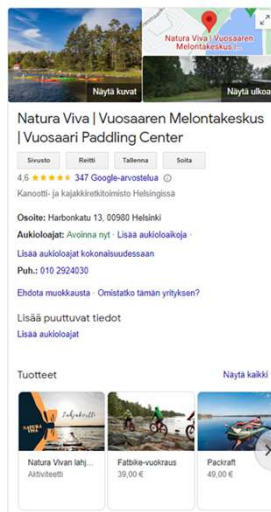 Natura Viva | Vuosaaren
Melontakeskus |...
Näytä kuvat
Näytä ulkoa
Natura Viva | Vuosaaren Melontakeskus
| Vuosaari Paddling Center
Sivusto Reitti Tallenna Soita
4,6 347 Google-arvostelua
Kanootti- ja kajakkiretkitoimisto Helsingissä
Osoite: Harbonkatu 13, 00980 Helsinki
Aukioloajat: Avoinna nyt · Lisää aukioloaikoja ·
Lisää aukioloajat kokonaisuudessaan
Puh.: 010 2924030
Ehdota muokkausta · Omistatko tämän yrityksen?
Lisää puuttuvat tiedot
Lisää aukioloajat
Tuotteet Näytä kaikki
NATURA
VIVA
Lahjakortti
Natura Vivan lahj... Fatbike-vuokraus Packraft
Aktiviteetti 39,00 € 49,00 €